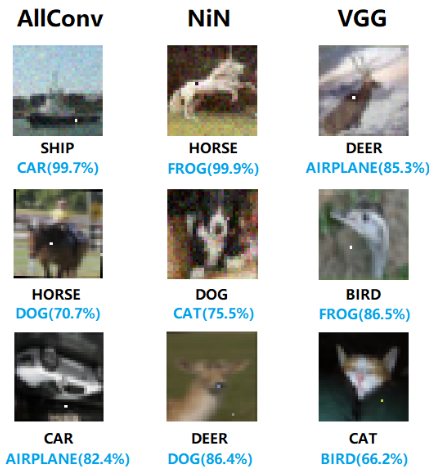 AllConv NiN VGG
SHIP HORSE DEER
CAR(99.7%) FROG(99.9%) AIRPLANE(85.3%)
HORSE DOG BIRD
DOG(70.7%) CAT(75.5%) FROG(86.5%)
CAR DEER CAT
AIRPLANE(82.4%) DOG(86.4%) BIRD(66.2%)